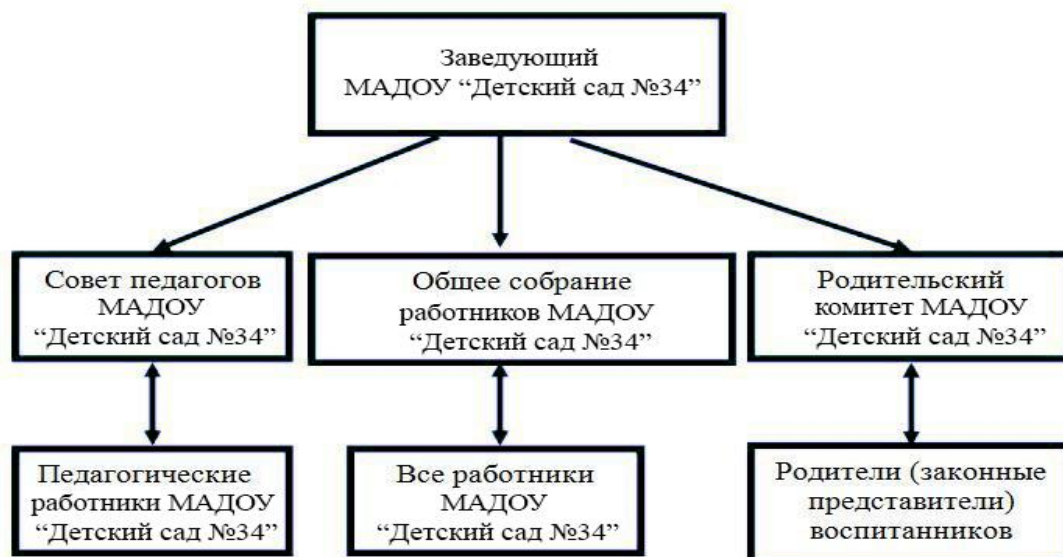 Заведующий
МАДОУ “Детский сад №34”
Совет педагогов
МАДОУ
“Детский сад №34”
Общее собрание
работников МАДОУ
“Детский сад №34”
Родительский
комитет МАДОУ
“Детский сад №34”
Педагогические
работники МАДОУ
“Детский сад №34”
Все работники
МАДОУ
“Детский сад №34”
Родители (законные
представители)
воспитанников